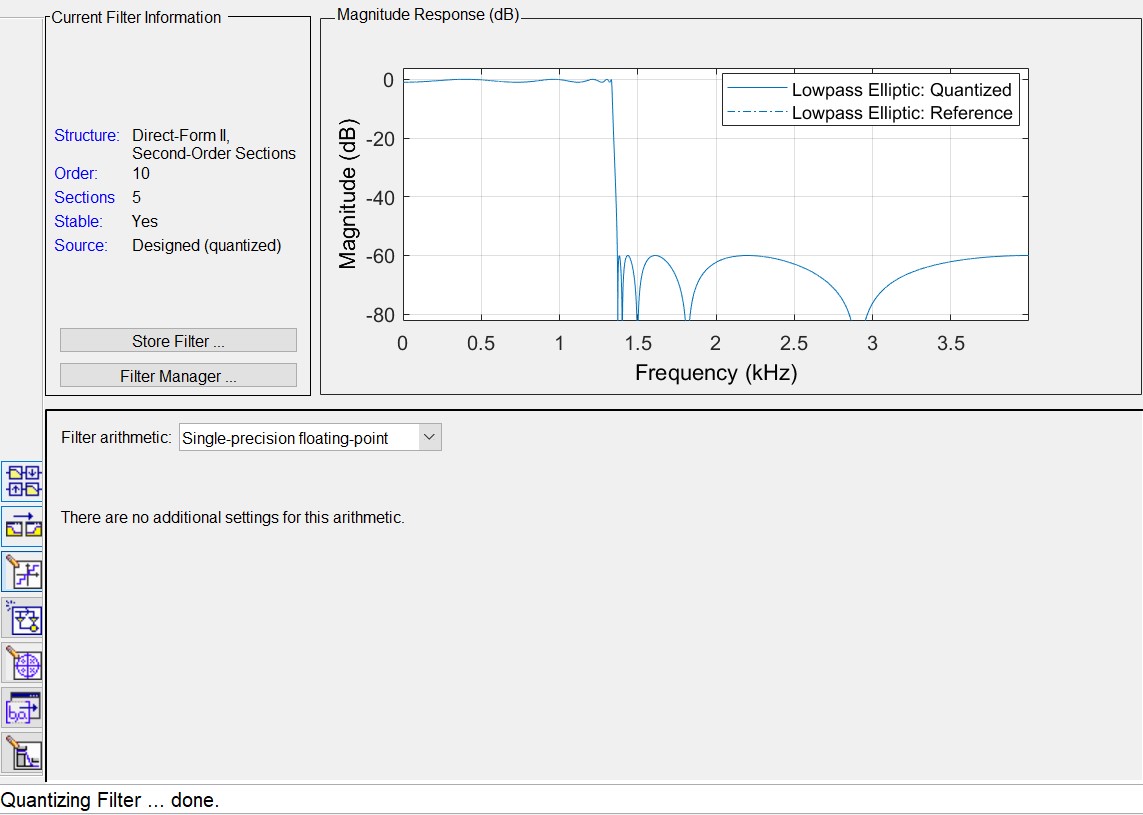 Current Filter Information
Structure: Direct-Form II,
Second-Order Sections
Order: 10
Sections 5
Stable: Yes
Source: Designed (quantized)
Store Filter ...
Filter Manager ...
Magnitude Response (dB)
Magnitude (dB)
0
-20
-40
-60
-80
Lowpass Elliptic: Quantized
Lowpass Elliptic: Reference
0 0.5 1 1.5 2 2.5 3 3.5
Frequency (kHz)
Filter arithmetic: Single-precision floating-point
There are no additional settings for this arithmetic.
[b,a]
Quantizing Filter ... done.